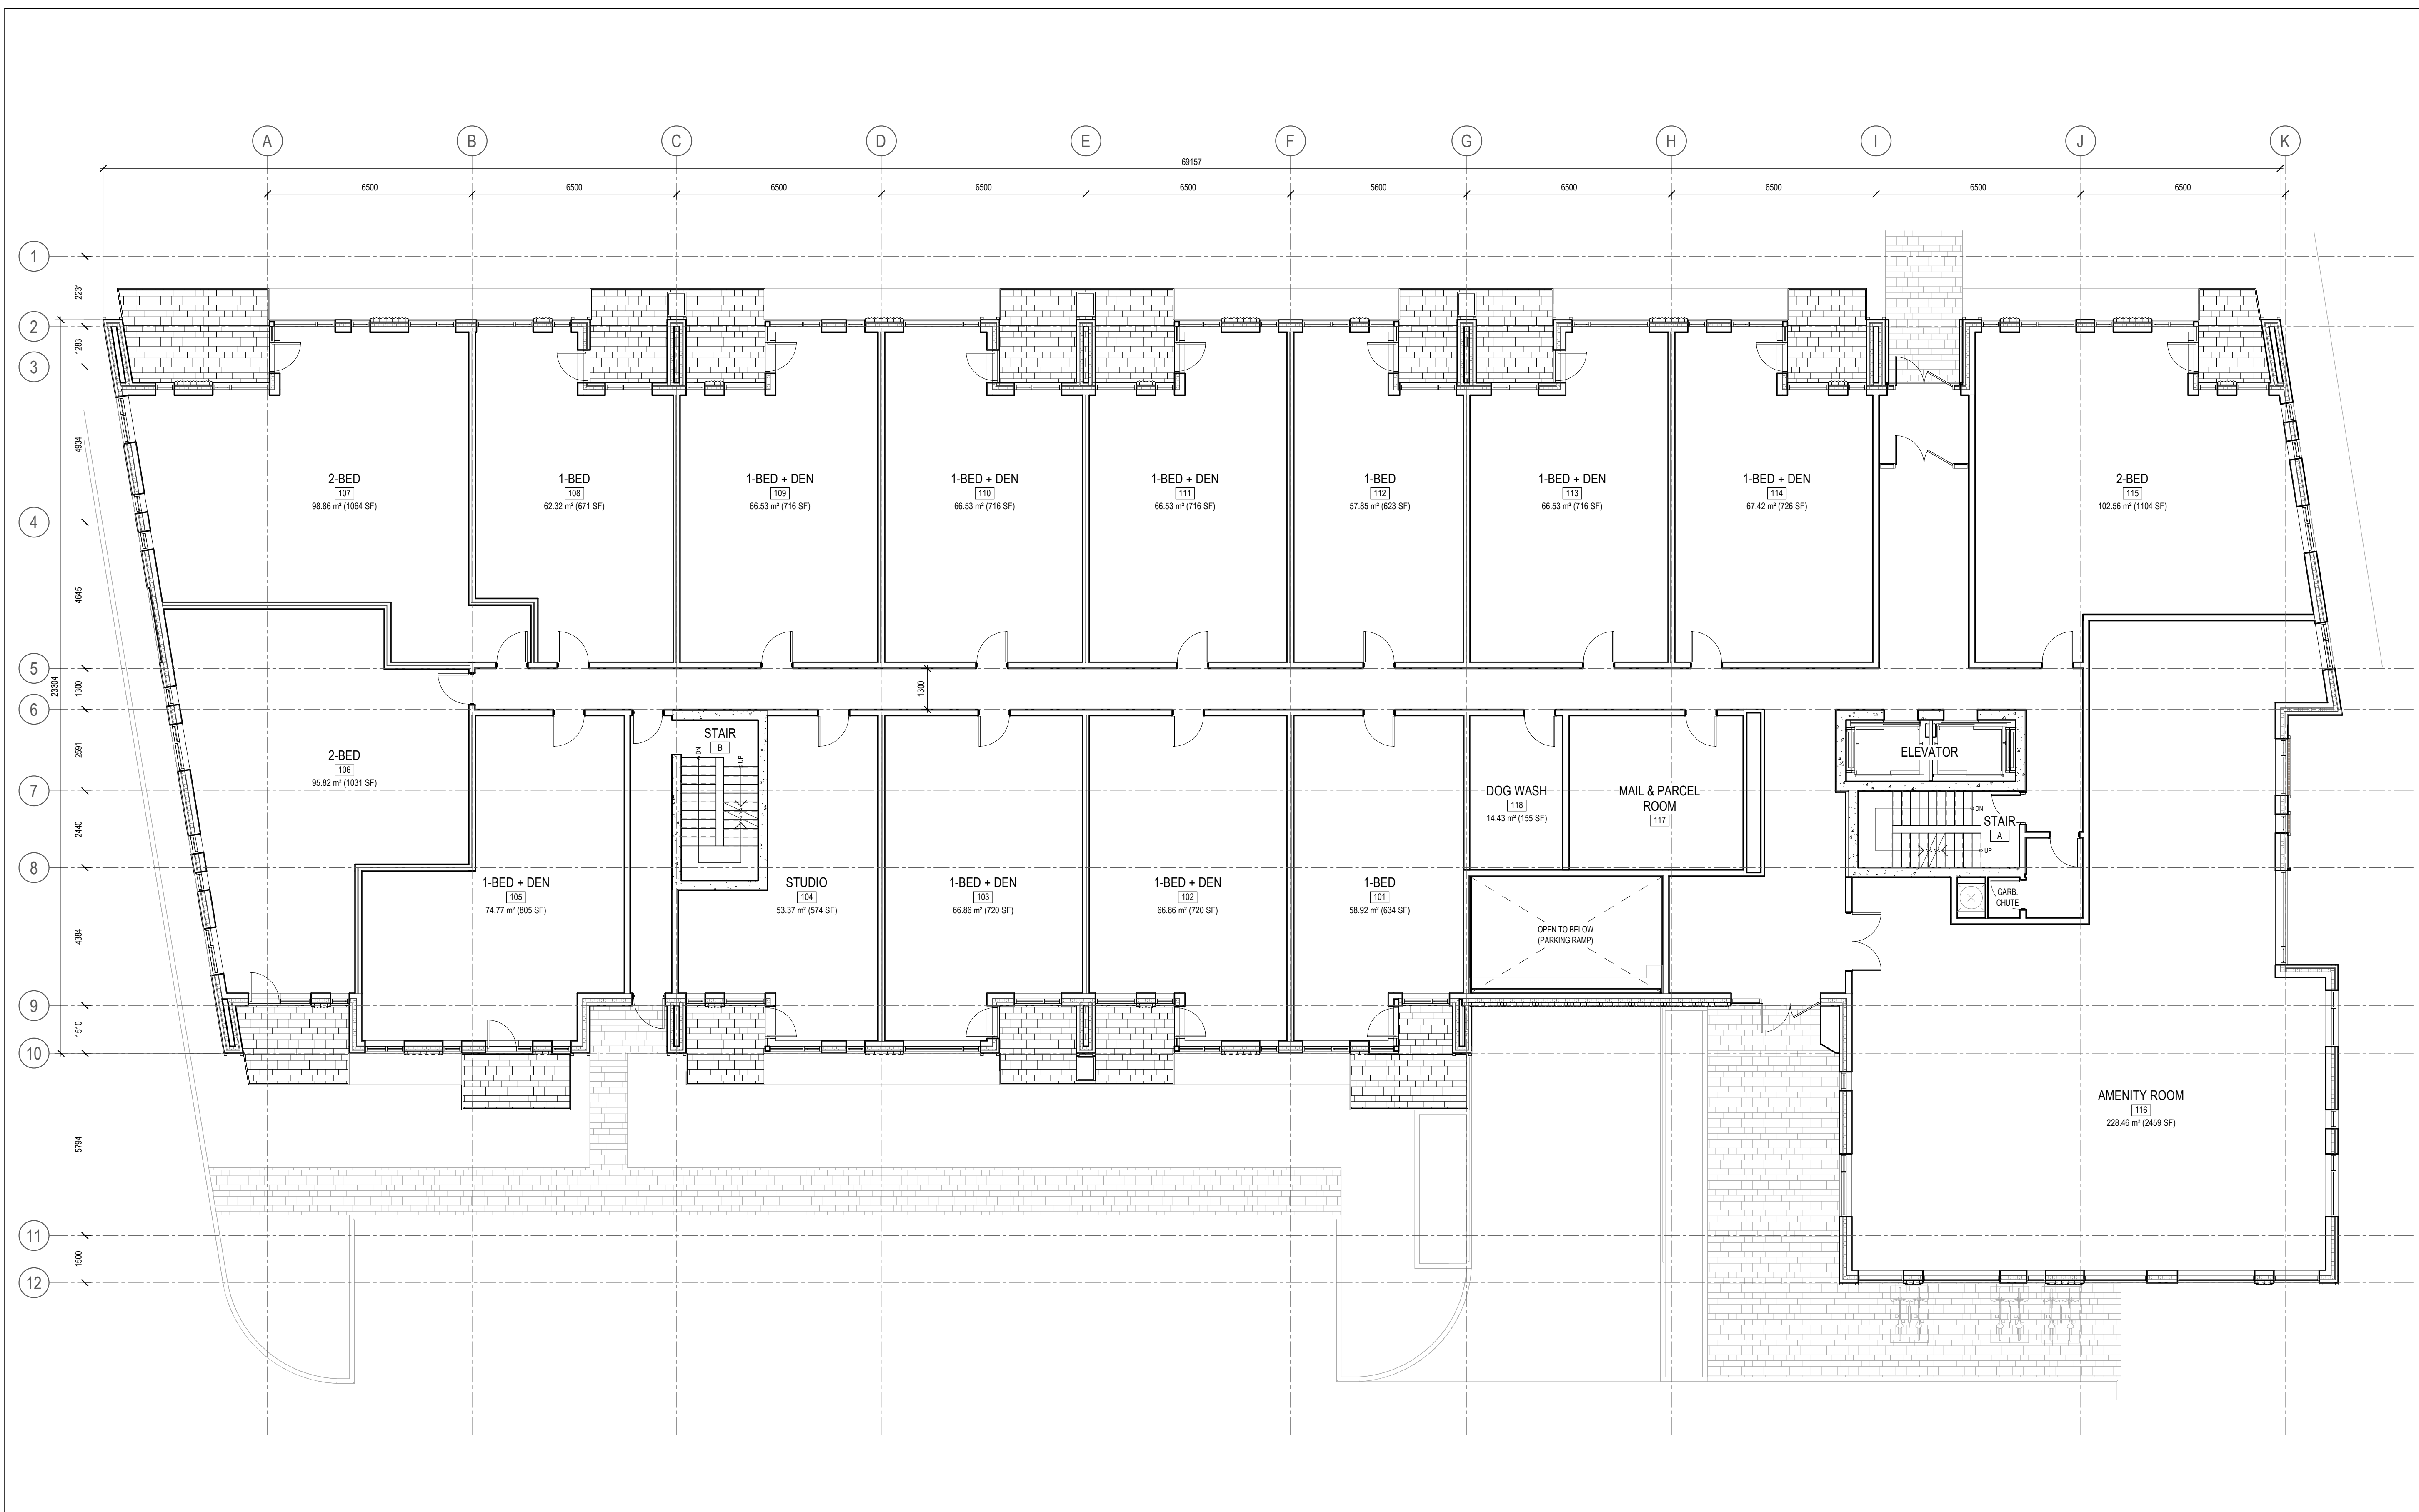 A B C D E F G H I J K
69157
6500 6500 6500 6500 6500 5600 6500 6500 6500 6500
1
2231
2
1283
3
4934
2-BED
107
98.86 m² (1064 SF)
1-BED
108
62.32 m² (671 SF)
1-BED + DEN
109
66.53 m² (716 SF)
1-BED + DEN
110
66.53 m² (716 SF)
1-BED + DEN
111
66.53 m² (716 SF)
1-BED
112
57.85 m² (623 SF)
1-BED + DEN
113
66.53 m² (716 SF)
1-BED + DEN
114
67.42 m² (726 SF)
2-BED
115
102.56 m² (1104 SF)
4
4645
5
23304
1300
1300
6
2591
2-BED
106
95.82 m² (1031 SF)
STAIR
B
DN
UP
ELEVATOR
7
DOG WASH
118
14.43 m² (155 SF)
MAIL & PARCEL
ROOM
117
DN
STAIR
A
UP
2440
8
1-BED + DEN
105
74.77 m² (805 SF)
STUDIO
104
53.37 m² (574 SF)
1-BED + DEN
103
66.86 m² (720 SF)
1-BED + DEN
102
66.86 m² (720 SF)
1-BED
101
58.92 m² (634 SF)
GARB.
CHUTE
OPEN TO BELOW
(PARKING RAMP)
4384
9
1510
10
AMENITY ROOM
116
228.46 m² (2459 SF)
5794
11
1500
12